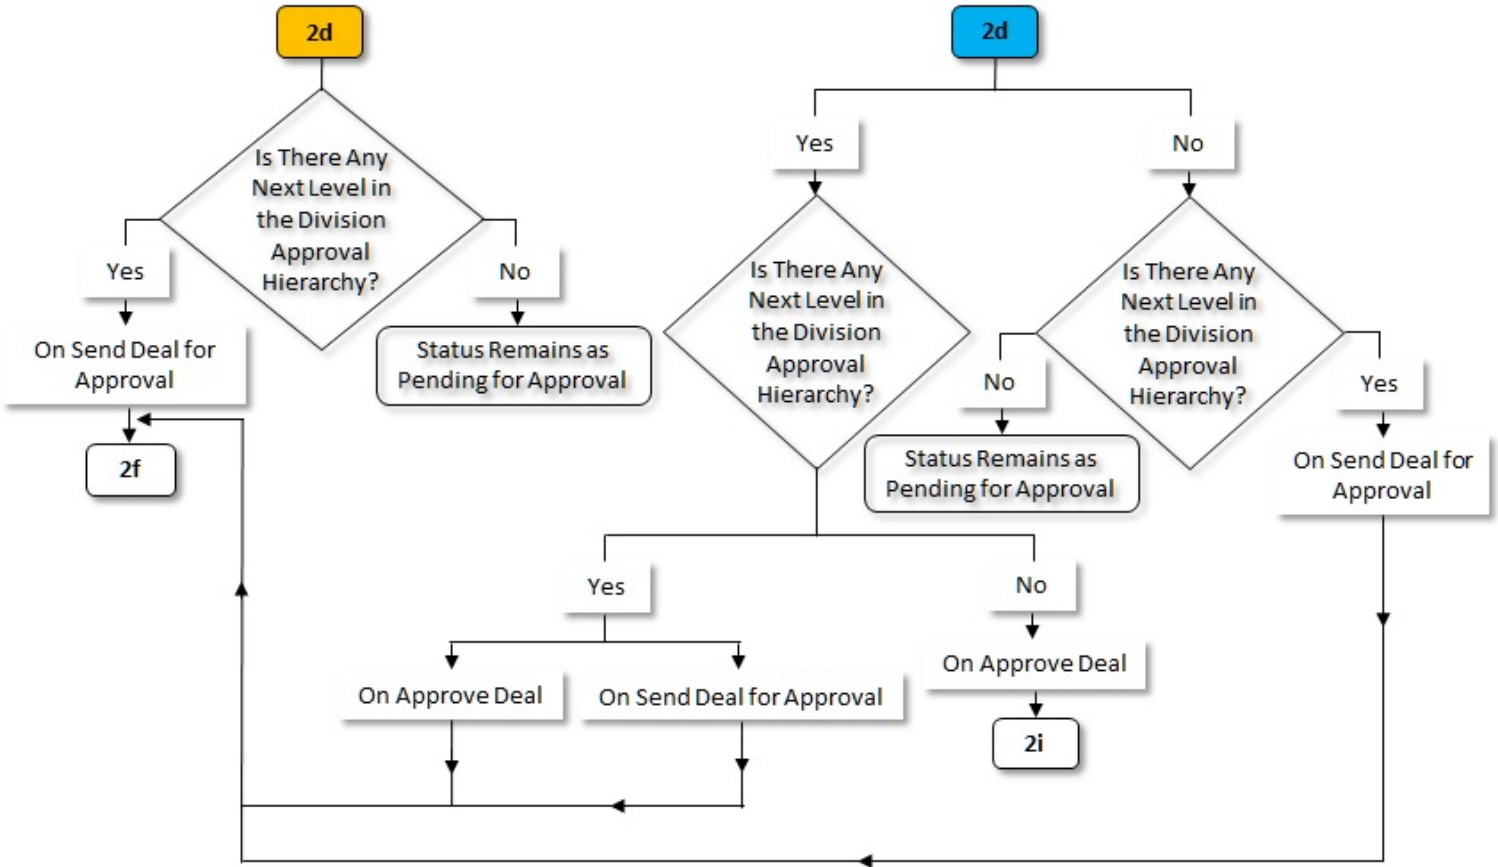 2d
2d
Yes
No
Is There Any
Next Level in
the Division
Approval
Hierarchy?
Yes
No
On Send Deal for
Approval
Status Remains as
Pending for Approval
2f
Is There Any
Next Level in
the Division
Approval
Hierarchy?
Is There Any
Next Level in
the Division
Approval
Hierarchy?
No
Yes
Status Remains as
Pending for Approval
On Send Deal for
Approval
Yes
No
On Approve Deal
On Send Deal for Approval
On Approve Deal
2i